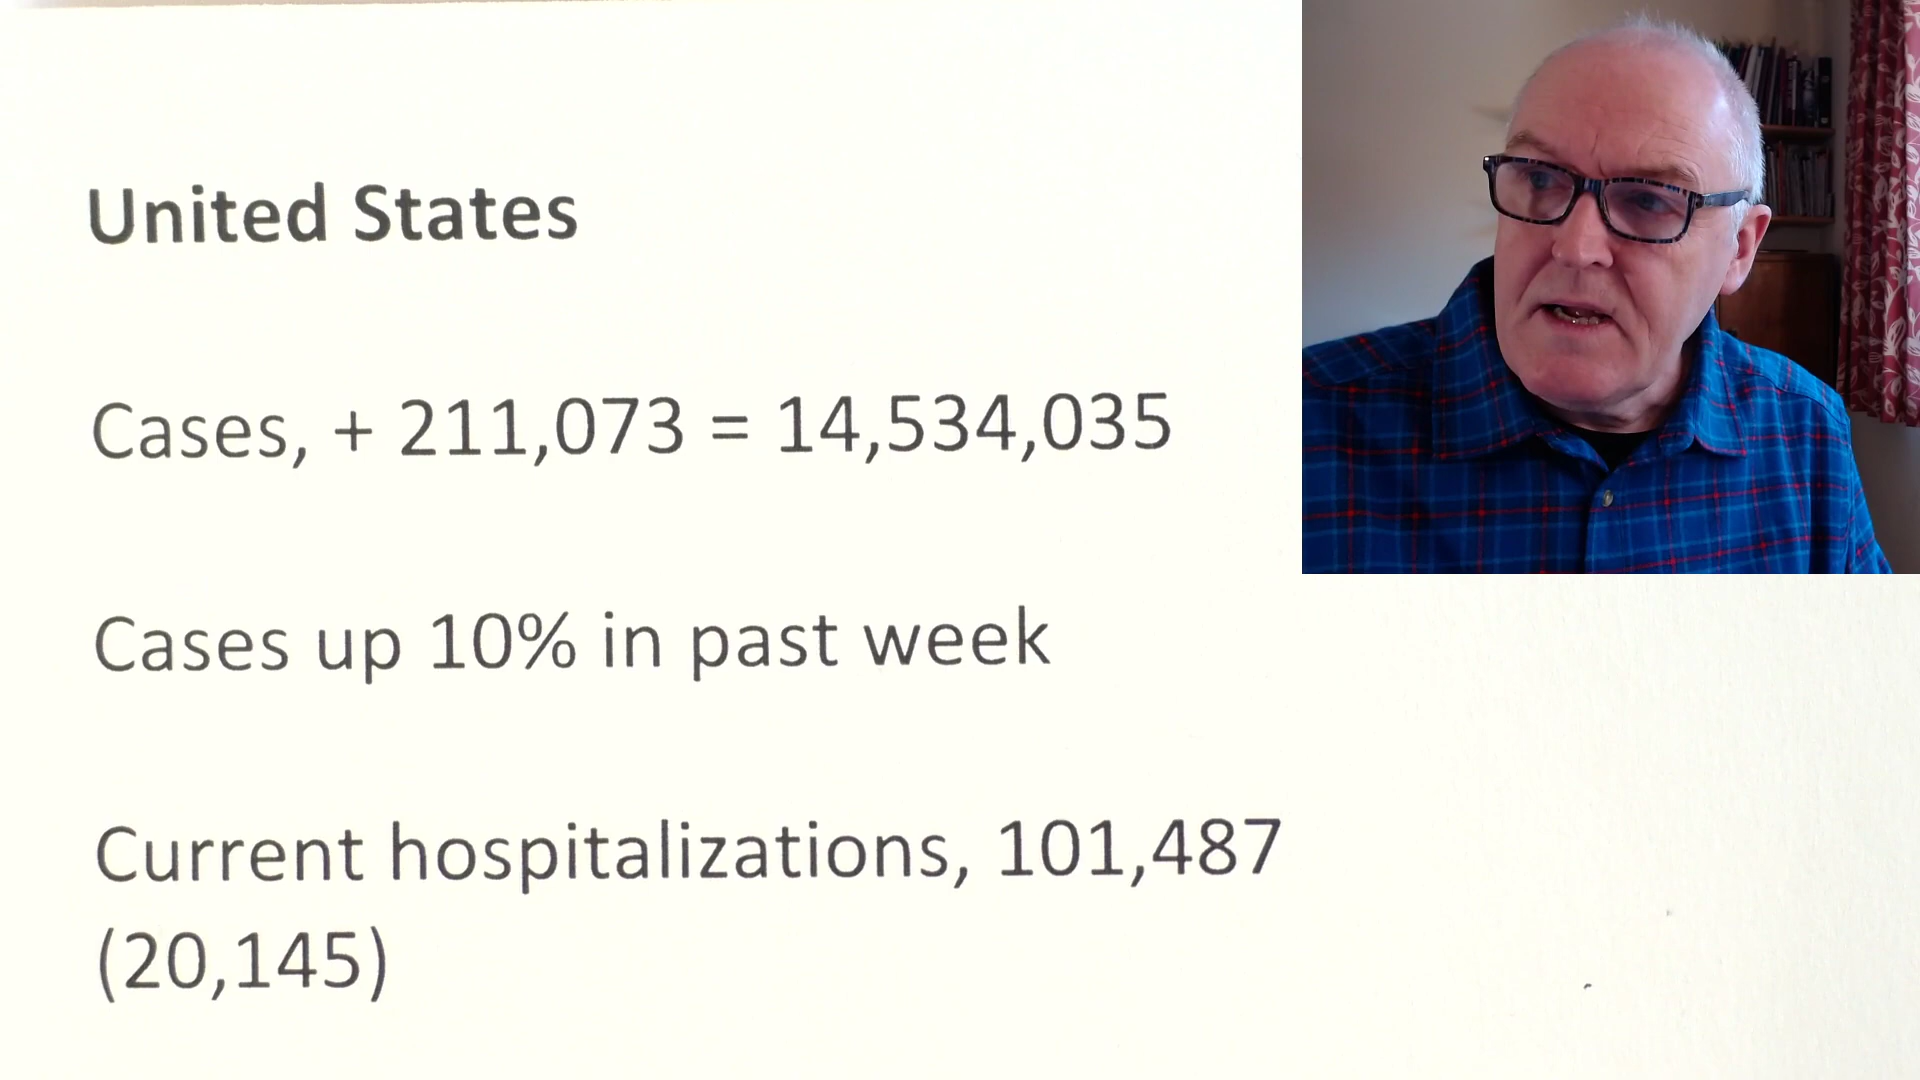 United States
Cases, + 211,073 = 14,534,035
Cases up 10% in past week
Current hospitalizations, 101,487
(20,145)